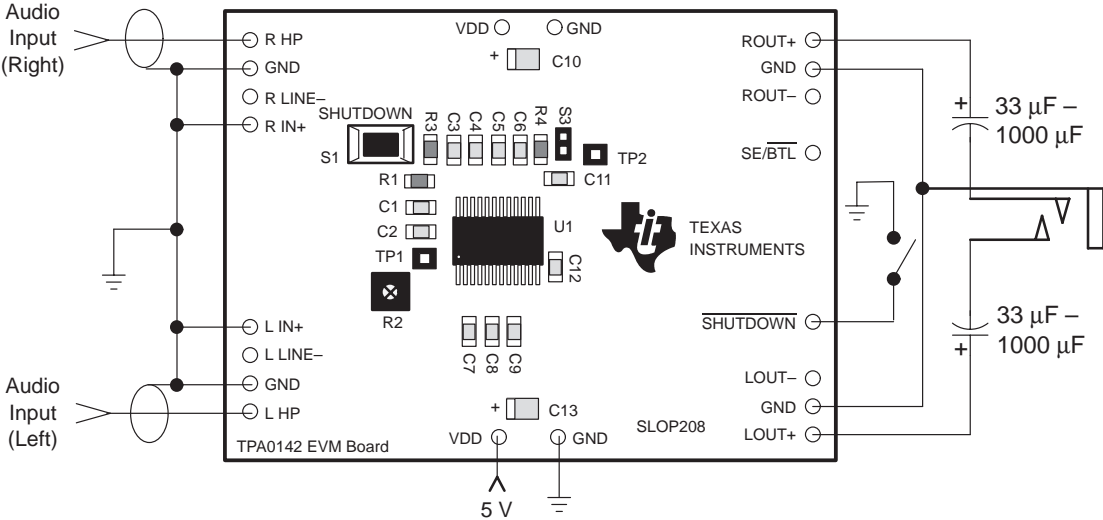 Audio
Input
(Right)
R HP
GND
R LINE–
R IN+
VDD
GND
+
C10
SHUTDOWN
S1
R3
C3
C4
C5
C6
R4
S3
TP2
C11
R1
C1
C2
TP1
R2
U1
C12
TEXAS
INSTRUMENTS
C7
C8
C9
ROUT+
GND
ROUT–
SE/BTL
SHUTDOWN
LOUT–
GND
LOUT+
+
33 µF –
1000 µF
33 µF –
1000 µF
+
L IN+
L LINE–
GND
L HP
Audio
Input
(Left)
+
C13
VDD
GND
SLOP208
TPA0142 EVM Board
5 V